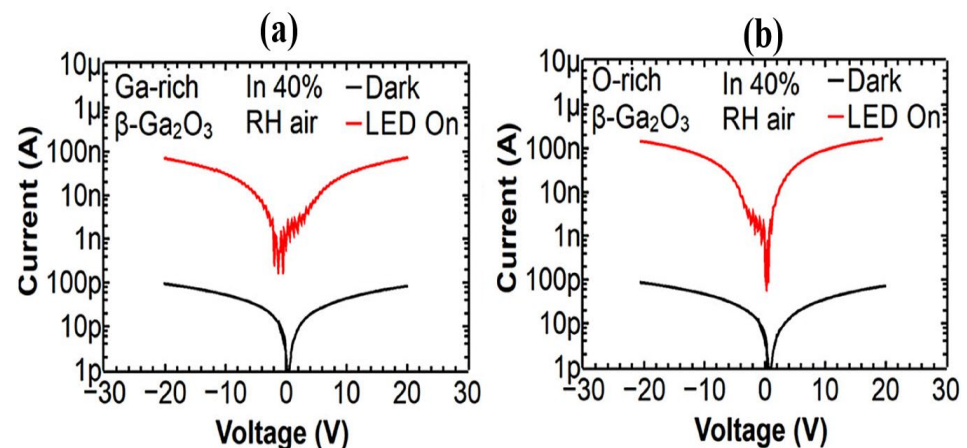 (a)
10μ
1μ
100n
10n
1n
100p
10p
1p
Current (A)
Ga-rich In 40% —Dark
β-Ga₂O₃ RH air —LED On
−30 −20 −10 0 10 20 30
Voltage (V)
(b)
10μ
1μ
100n
10n
1n
100p
10p
1p
Current (A)
O-rich In 40% —Dark
β-Ga₂O₃ RH air —LED On
−30 −20 −10 0 10 20 30
Voltage (V)